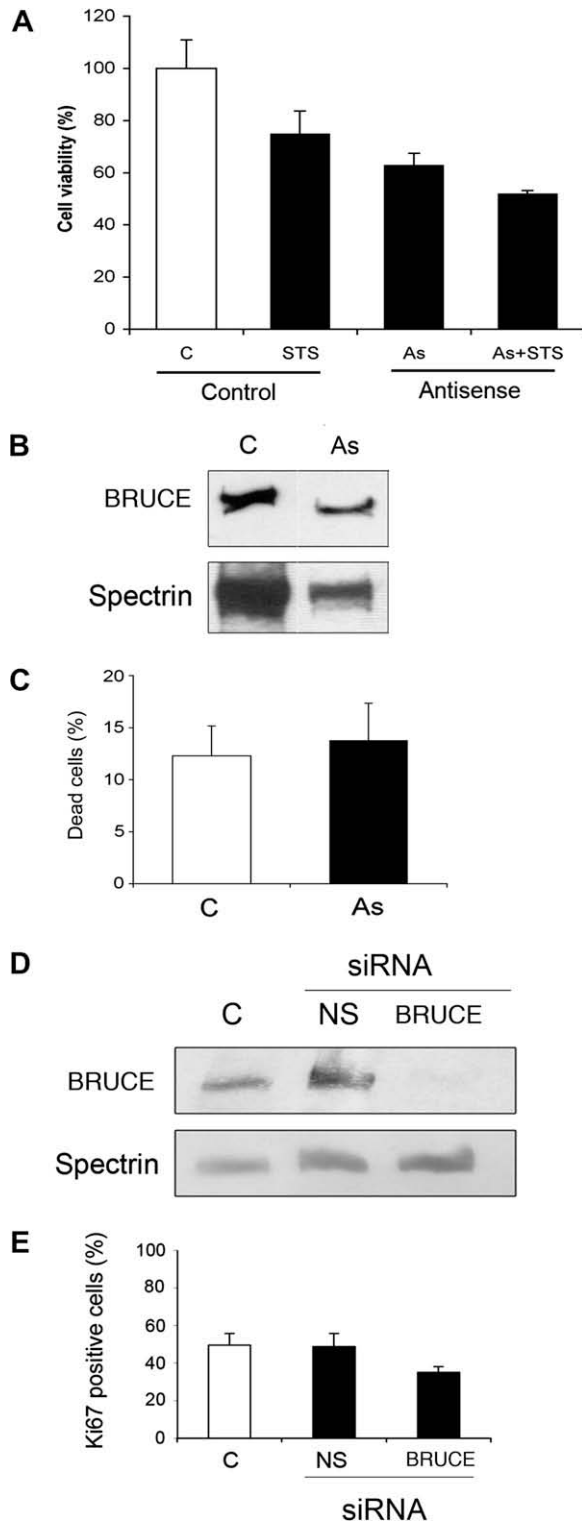 A
Cell viability (%)
120
100
80
60
40
20
0
C STS As As+STS
Control Antisense
B
C As
BRUCE
Spectrin
C
Dead cells (%)
20
15
10
5
0
C As
D
siRNA
C NS BRUCE
BRUCE
Spectrin
E
Ki67 positive cells (%)
100
80
60
40
20
0
C NS BRUCE
siRNA